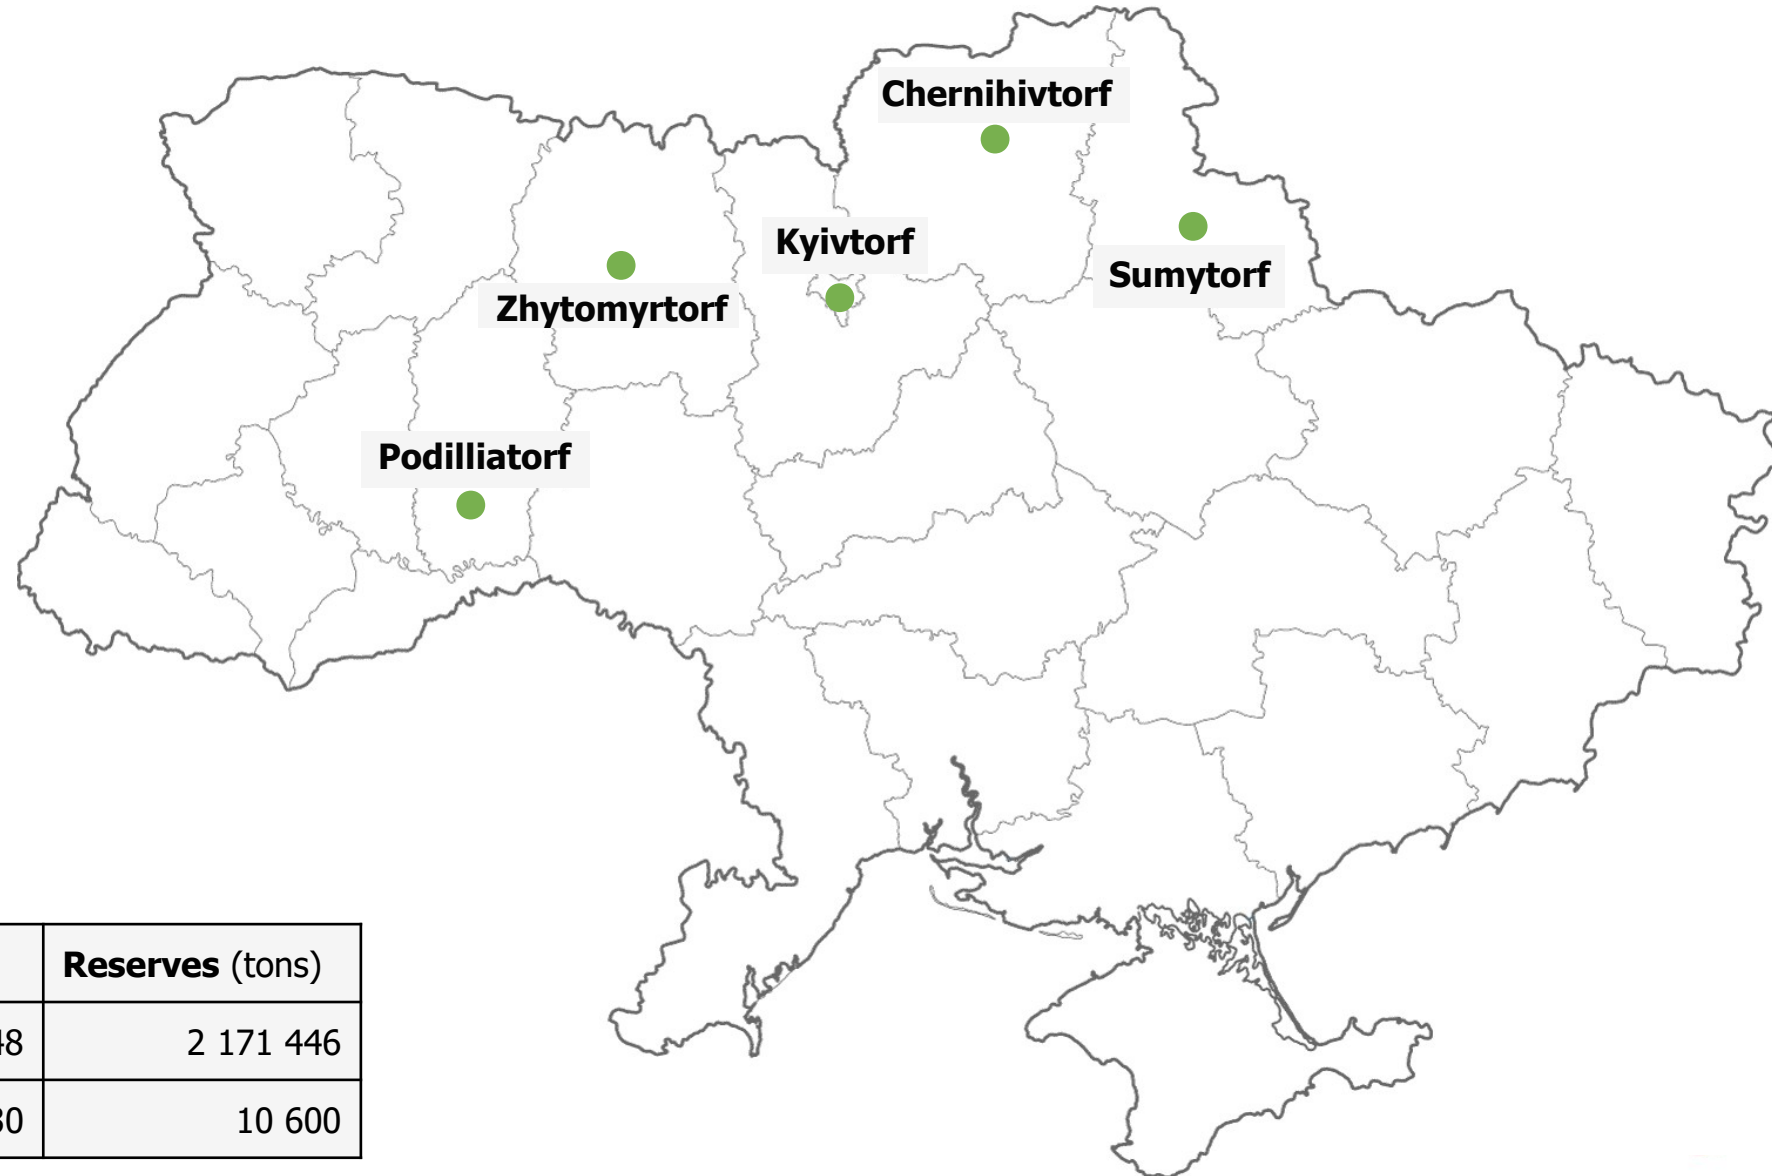 Chernihivtorf
Kyivtorf
Sumytorf
Zhytomyrtorf
Podilliatorf
Reserves (tons)
2 171 446
10 600